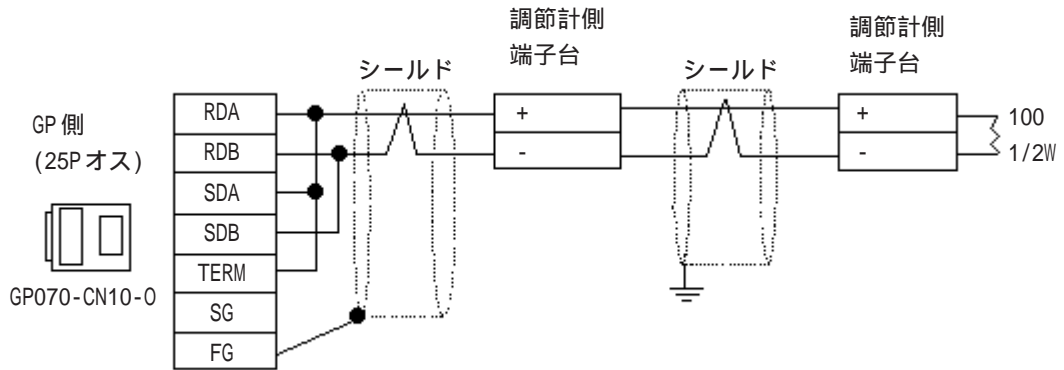 調節計側
端子台
調節計側
端子台
シールド
シールド
GP 側
(25P オス)
RDA
RDB
SDA
SDB
TERM
SG
FG
+
-
+
-
100
1/2W
GP070-CN10-O